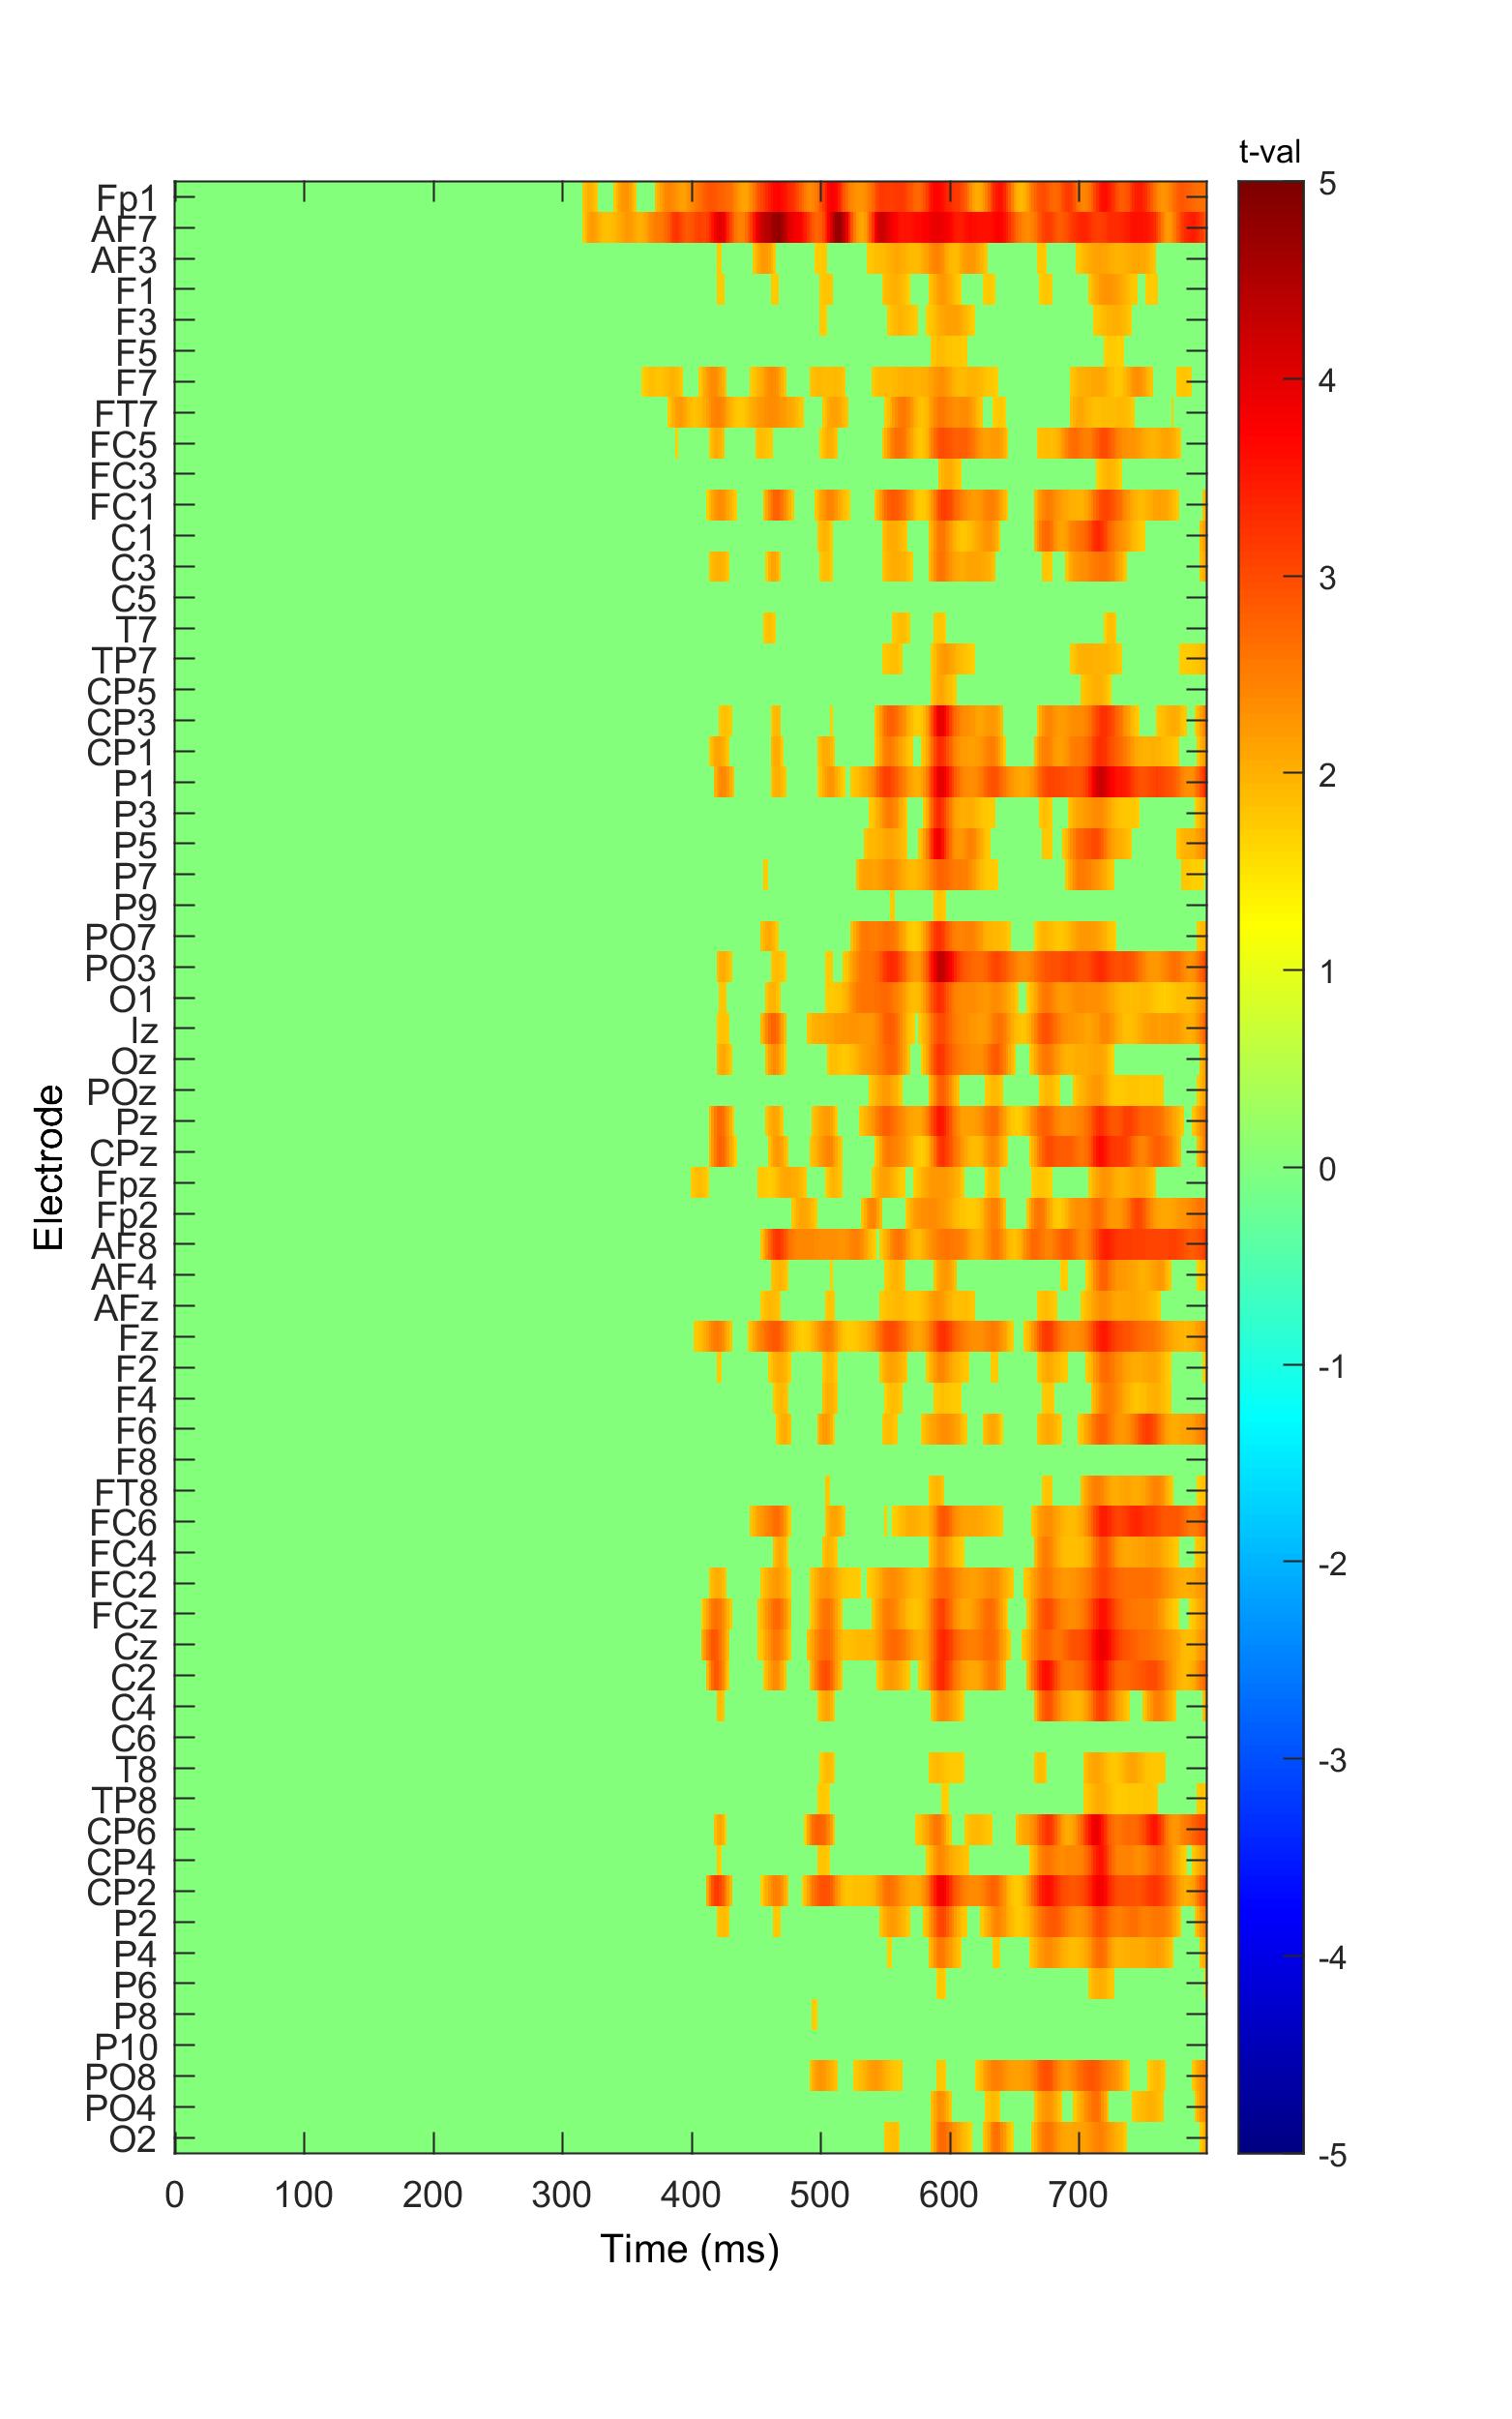 t-val
Fp1
AF7
AF3
F1
F3
F5
F7
FT7
FC5
FC3
FC1
C1
C3
C5
T7
TP7
CP5
CP3
CP1
P1
P3
P5
P7
P9
PO7
PO3
O1
Iz
Oz
POz
Pz
CPz
Fpz
Fp2
AF8
AF4
AFz
Fz
F2
F4
F6
F8
FT8
FC6
FC4
FC2
FCz
Cz
C2
C4
C6
T8
TP8
CP6
CP4
CP2
P2
P4
P6
P8
P10
PO8
PO4
O2
Electrode
0 100 200 300 400 500 600 700
Time (ms)
5
4
3
2
1
0
-1
-2
-3
-4
-5